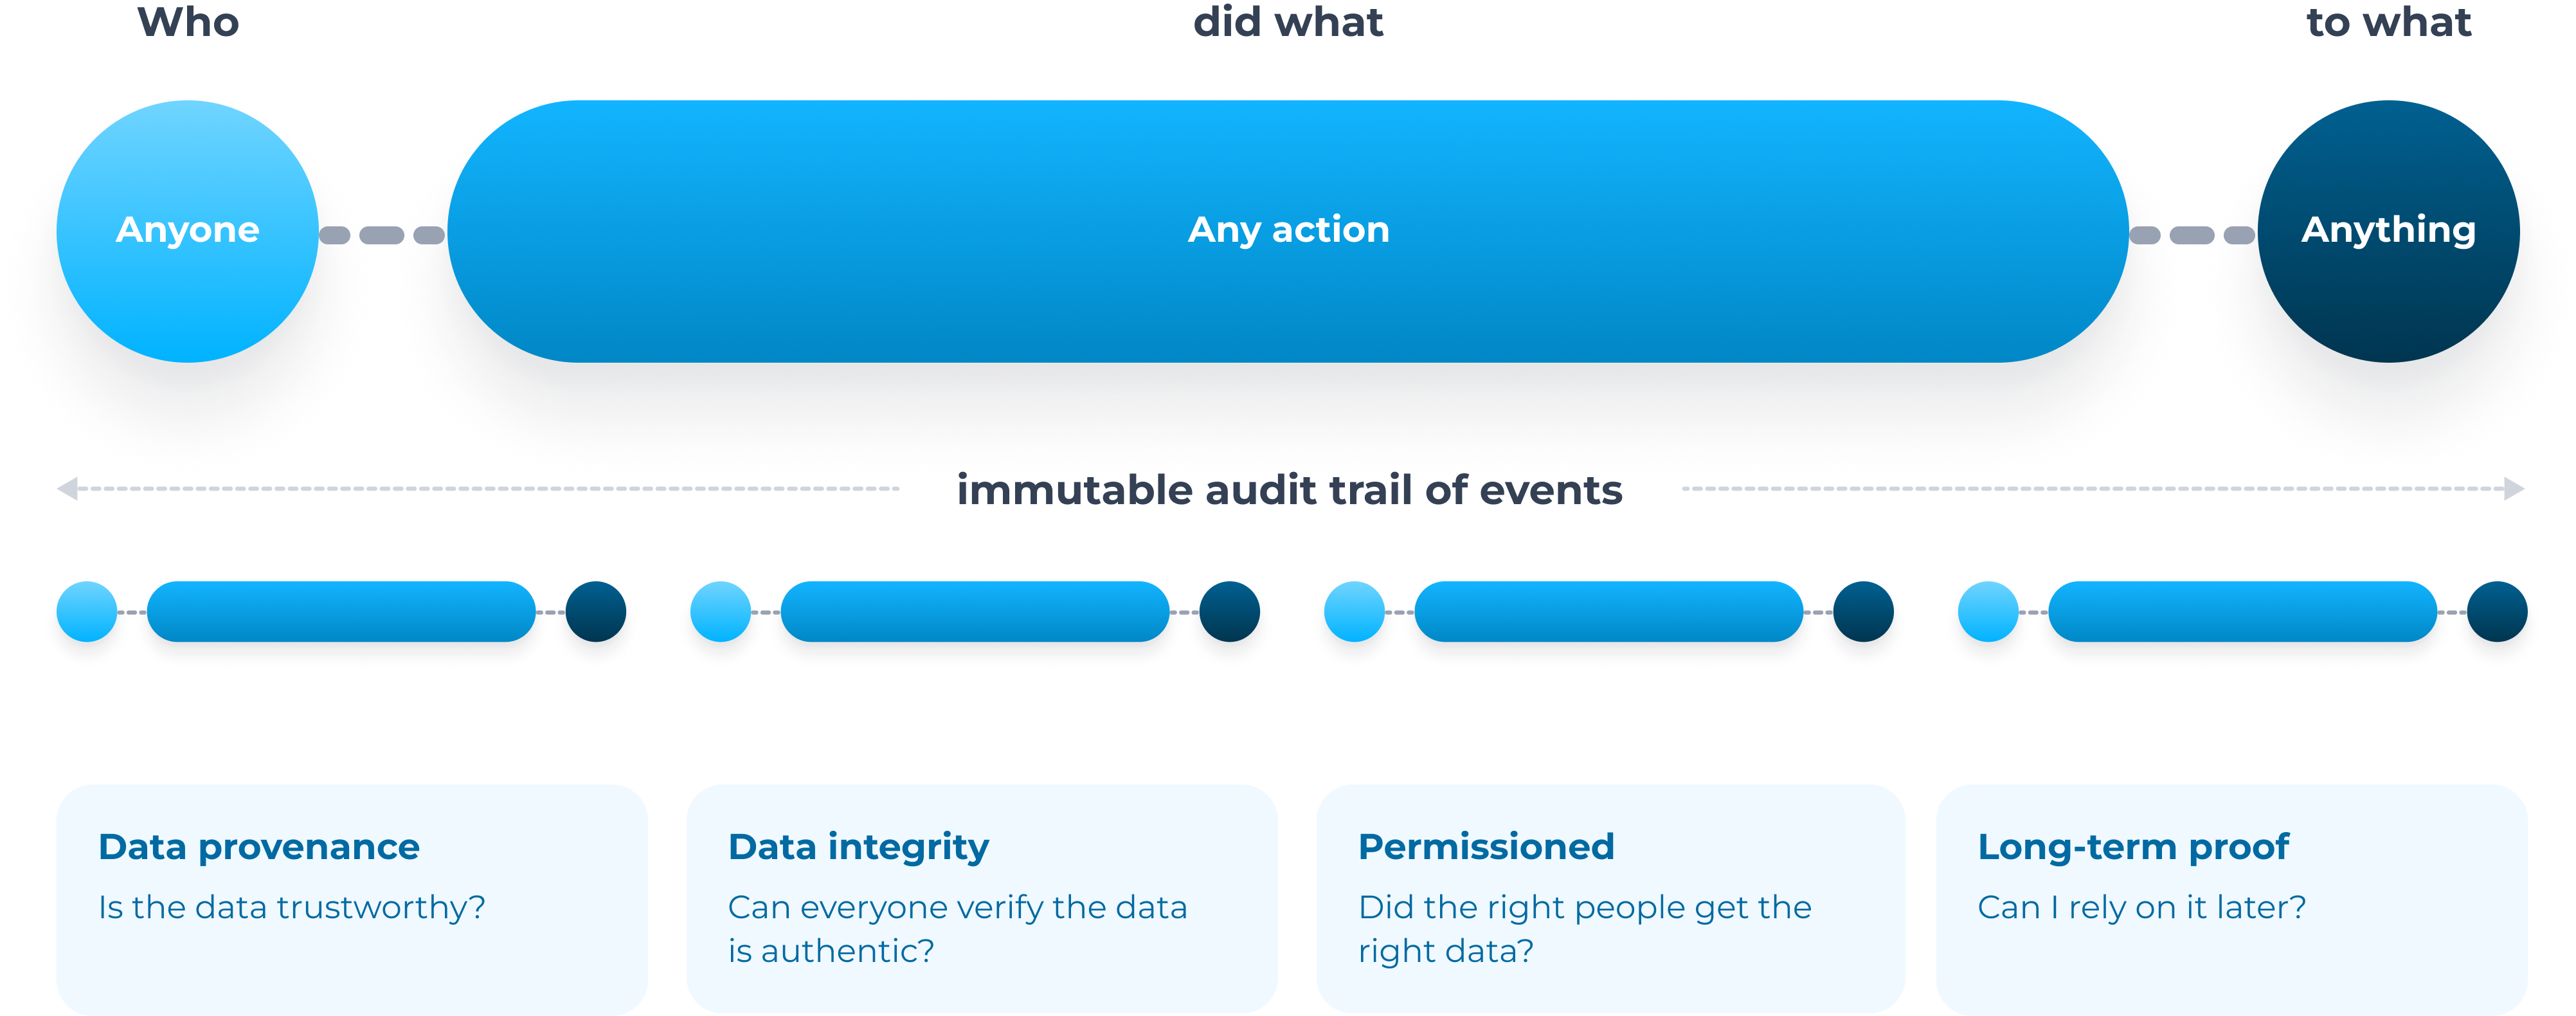 Who
did what
to what
Anyone
Any action
Anything
immutable audit trail of events
Data provenance
Is the data trustworthy?
Data integrity
Can everyone verify the data
is authentic?
Permissioned
Did the right people get the
right data?
Long-term proof
Can I rely on it later?